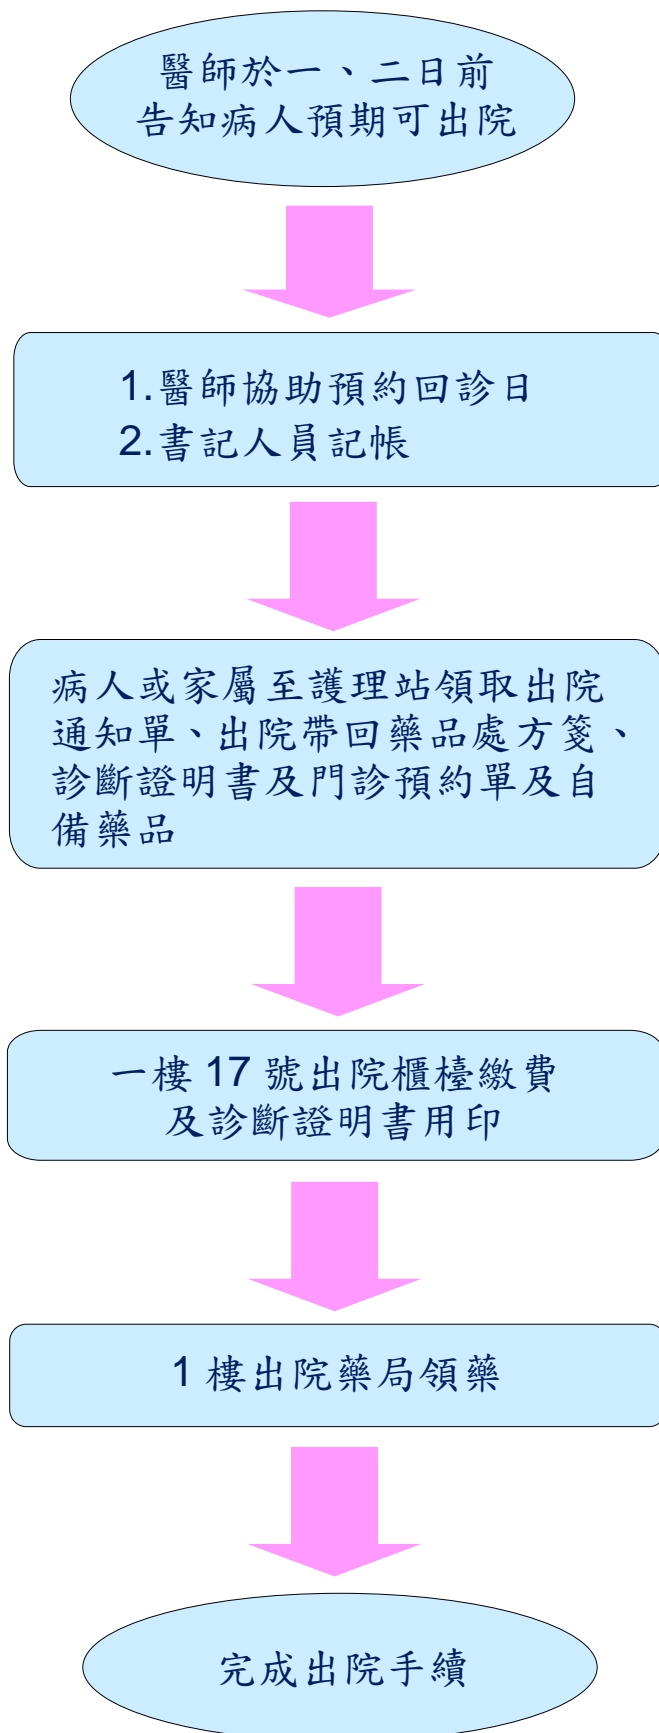 醫師於一、二日前
告知病人預期可出院
1.醫師協助預約回診日
2.書記人員記帳
病人或家屬至護理站領取出院
通知單、出院帶回藥品處方箋、
診斷證明書及門診預約單及自
備藥品
一樓 17 號出院櫃檯繳費
及診斷證明書用印
1 樓出院藥局領藥
完成出院手續